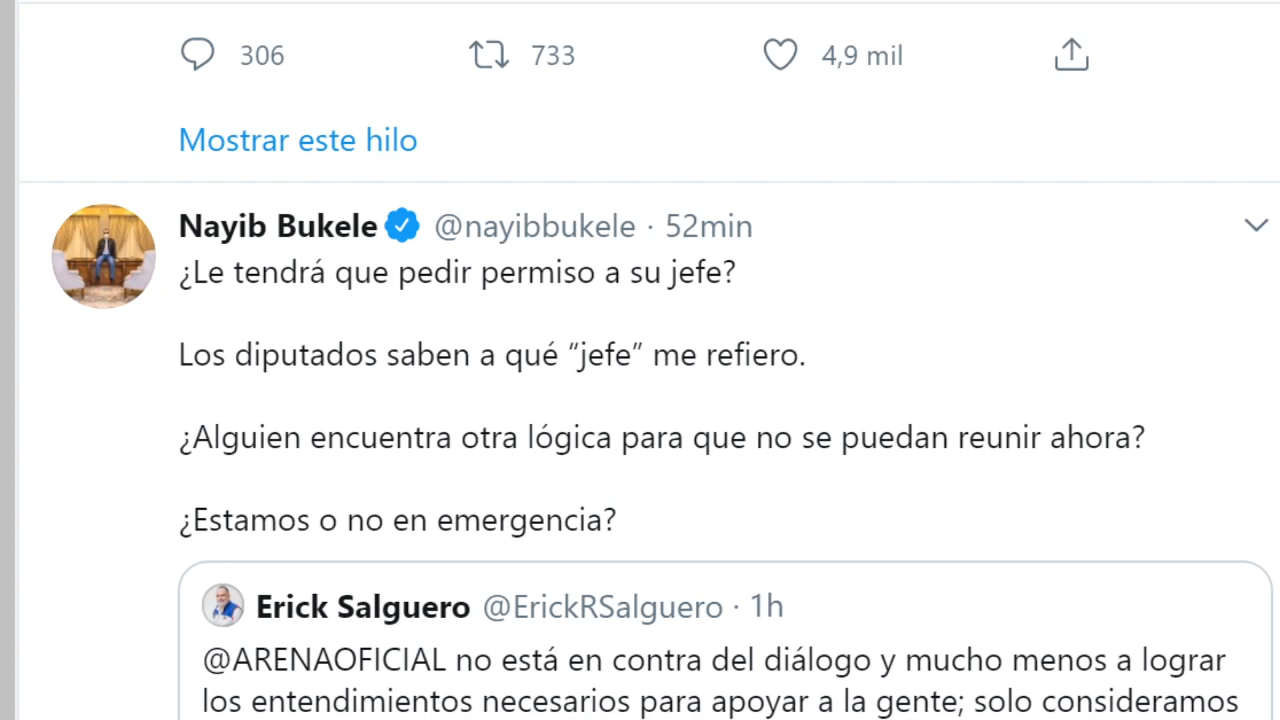 306 733 4,9 mil
Mostrar este hilo
Nayib Bukele @nayibbukele · 52min
¿Le tendrá que pedir permiso a su jefe?
Los diputados saben a qué “jefe” me refiero.
¿Alguien encuentra otra lógica para que no se puedan reunir ahora?
¿Estamos o no en emergencia?
Erick Salguero @ErickRSalguero · 1h
@ARENAOFICIAL no está en contra del diálogo y mucho menos a lograr
los entendimientos necesarios para apoyar a la gente; solo consideramos